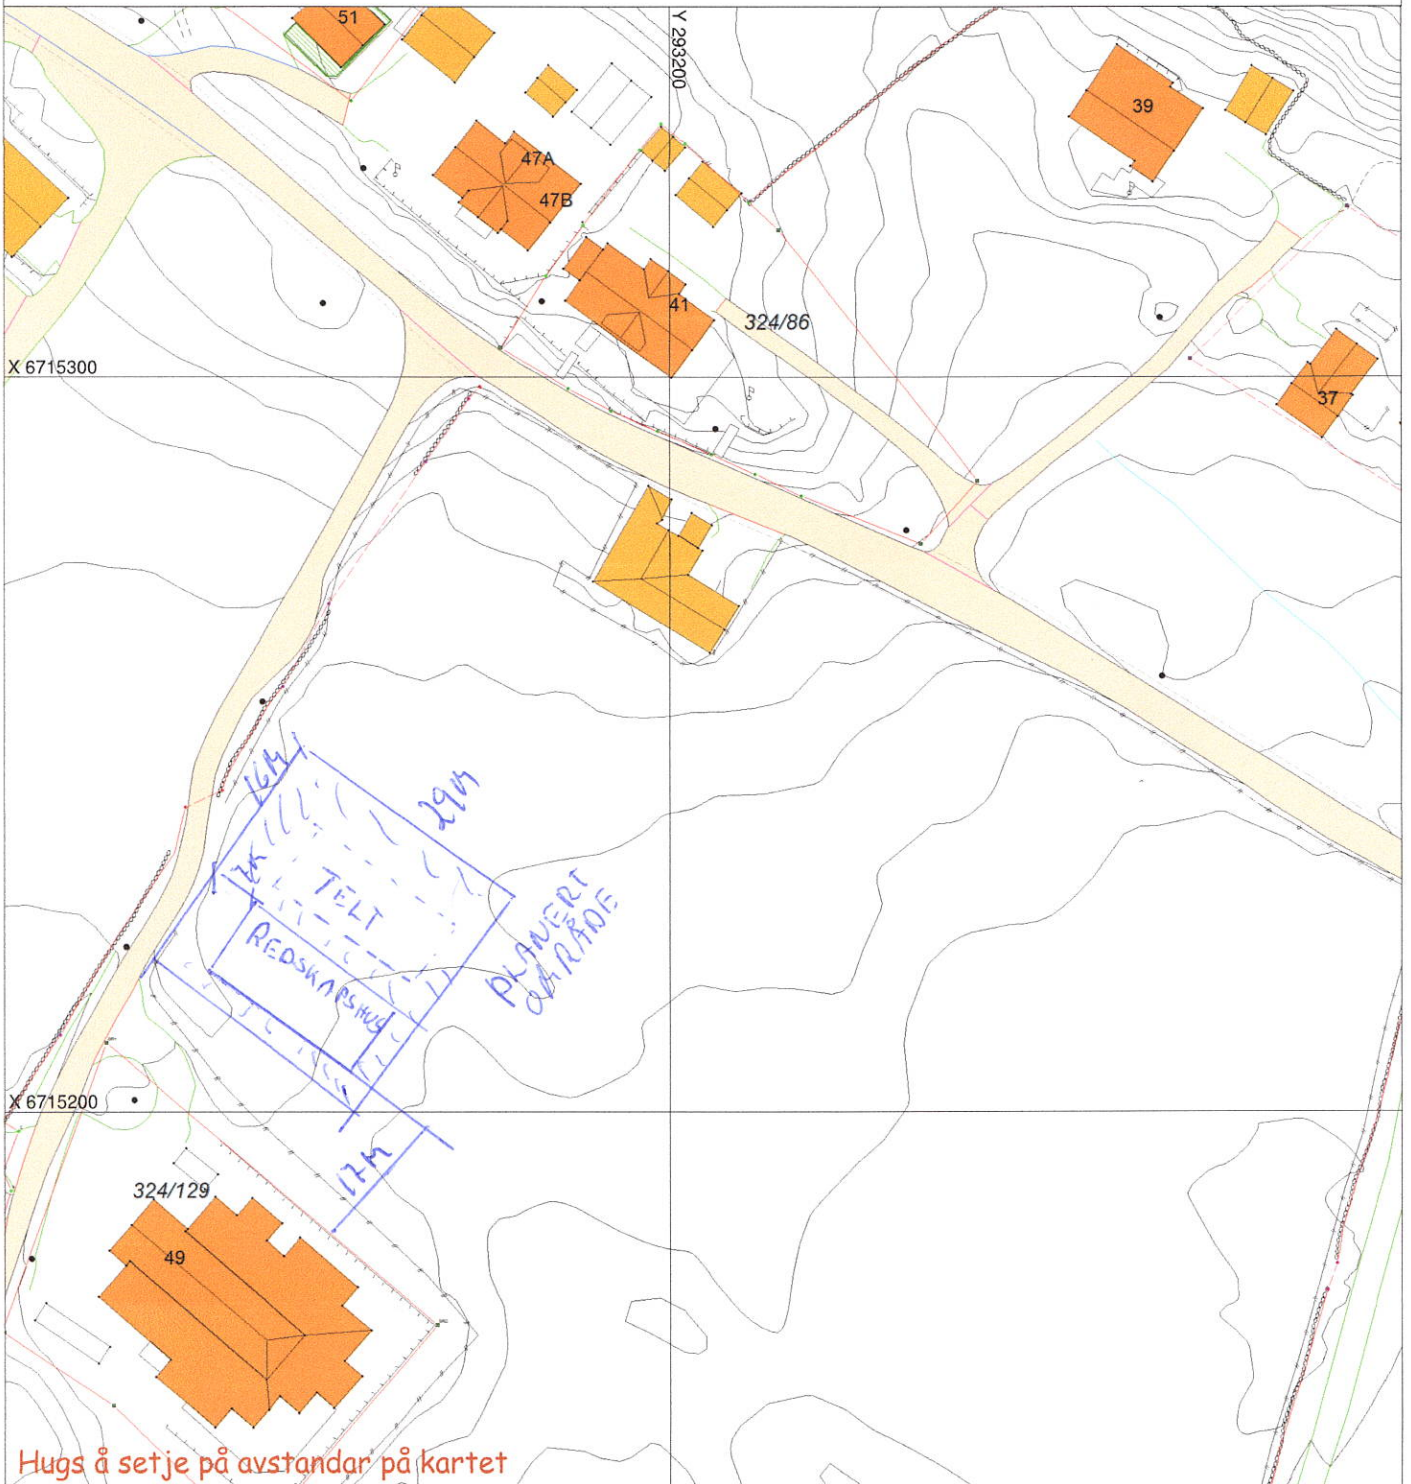 51
Y 293200
39
47A
47B
41
324/86
X 6715300
37
16M
29M
TELT
REDSKAPSHUS
PLANERT
OMRÅDE
X 6715200
17M
324/129
49
Hugs å setje på avstandar på kartet